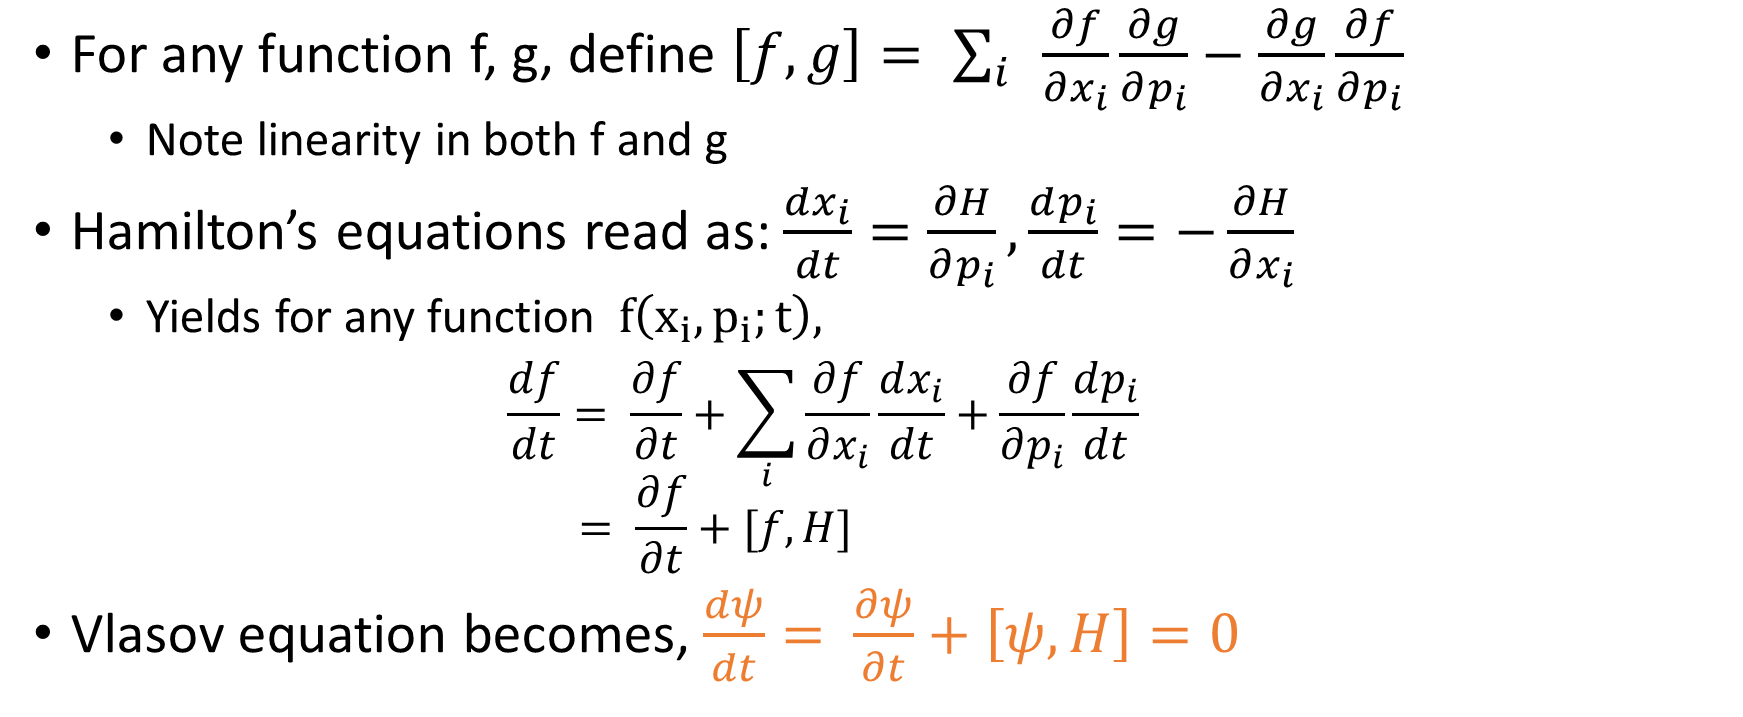 • For any function f, g, define [f, g] = ∑ᵢ ∂f/∂xᵢ ∂g/∂pᵢ − ∂g/∂xᵢ ∂f/∂pᵢ
• Note linearity in both f and g
• Hamilton’s equations read as: dxᵢ/dt = ∂H/∂pᵢ, dpᵢ/dt = − ∂H/∂xᵢ
• Yields for any function f(xᵢ, pᵢ; t),
df/dt = ∂f/∂t + ∑ᵢ ∂f/∂xᵢ dxᵢ/dt + ∂f/∂pᵢ dpᵢ/dt
= ∂f/∂t + [f, H]
• Vlasov equation becomes, dψ/dt = ∂ψ/∂t + [ψ, H] = 0